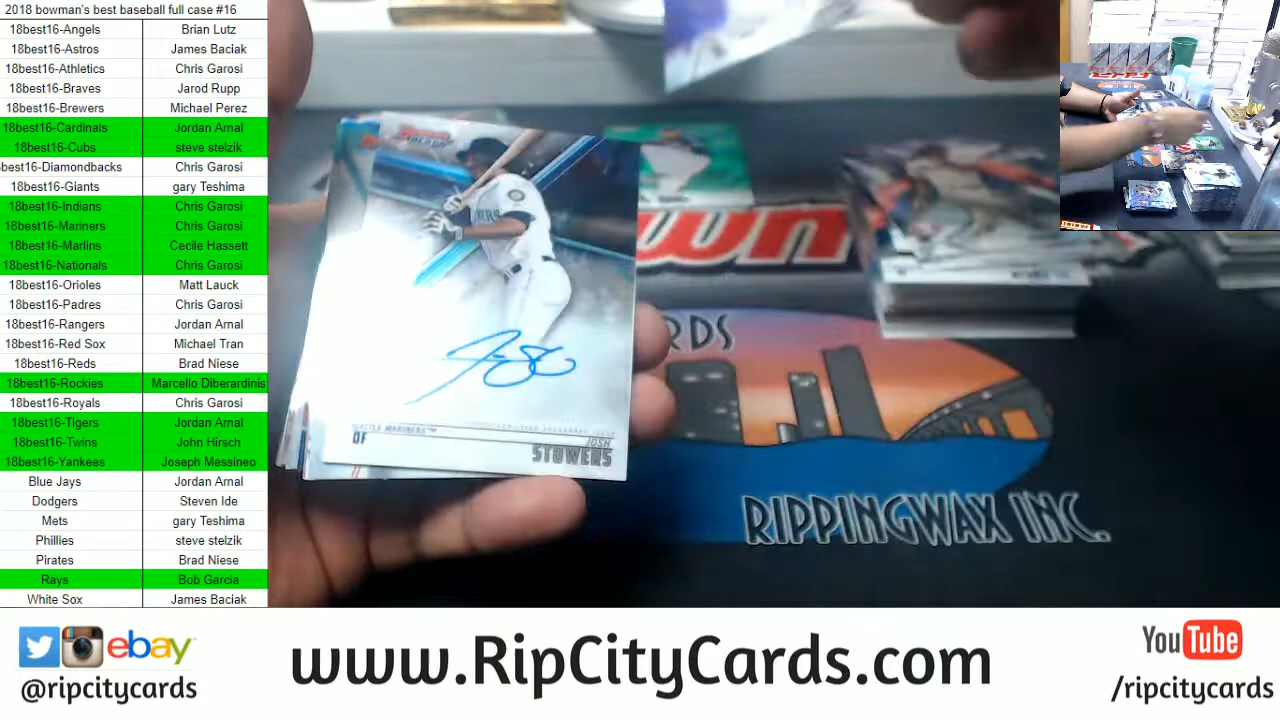 2018 bowman's best baseball full case #16
18best16-Angels Brian Lutz
18best16-Astros James Baciak
18best16-Athletics Chris Garosi
18best16-Braves Jarod Rupp
18best16-Brewers Michael Perez
18best16-Cardinals Jordan Arnal
18best16-Cubs steve stelzik
best16-Diamondbacks Chris Garosi
18best16-Giants gary Teshima
18best16-Indians Chris Garosi
18best16-Mariners Chris Garosi
18best16-Marlins Cecile Hassett
18best16-Nationals Chris Garosi
18best16-Orioles Matt Lauck
18best16-Padres Chris Garosi
18best16-Rangers Jordan Arnal
18best16-Red Sox Michael Tran
18best16-Reds Brad Niese
18best16-Rockies Marcello Diberardinis
18best16-Royals Chris Garosi
18best16-Tigers Jordan Arnal
18best16-Twins John Hirsch
18best16-Yankees Joseph Messineo
Blue Jays Jordan Arnal
Dodgers Steven Ide
Mets gary Teshima
Phillies steve stelzik
Pirates Brad Niese
Rays Bob Garcia
White Sox James Baciak
Bowman
BEST
MARINERS™
OF
JOSH
STOWERS
wn
RDS
RIPPINGWAX INC.
ebay
@ripcitycards
www.RipCityCards.com
YouTube
/ripcitycards